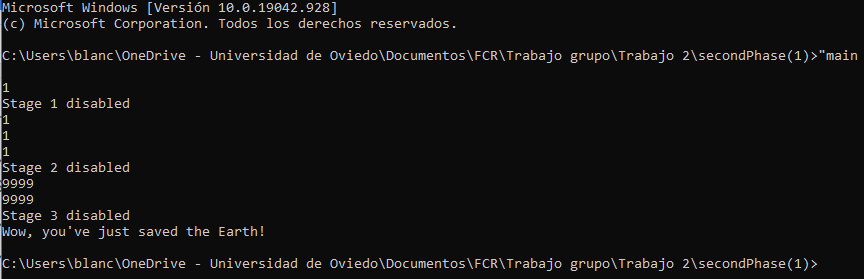 Microsoft Windows [Versión 10.0.19042.928]
(c) Microsoft Corporation. Todos los derechos reservados.
C:\Users\blanc\OneDrive - Universidad de Oviedo\Documentos\FCR\Trabajo grupo\Trabajo 2\secondPhase(1)>"main
1
Stage 1 disabled
1
1
1
Stage 2 disabled
9999
9999
Stage 3 disabled
Wow, you've just saved the Earth!
C:\Users\blanc\OneDrive - Universidad de Oviedo\Documentos\FCR\Trabajo grupo\Trabajo 2\secondPhase(1)>